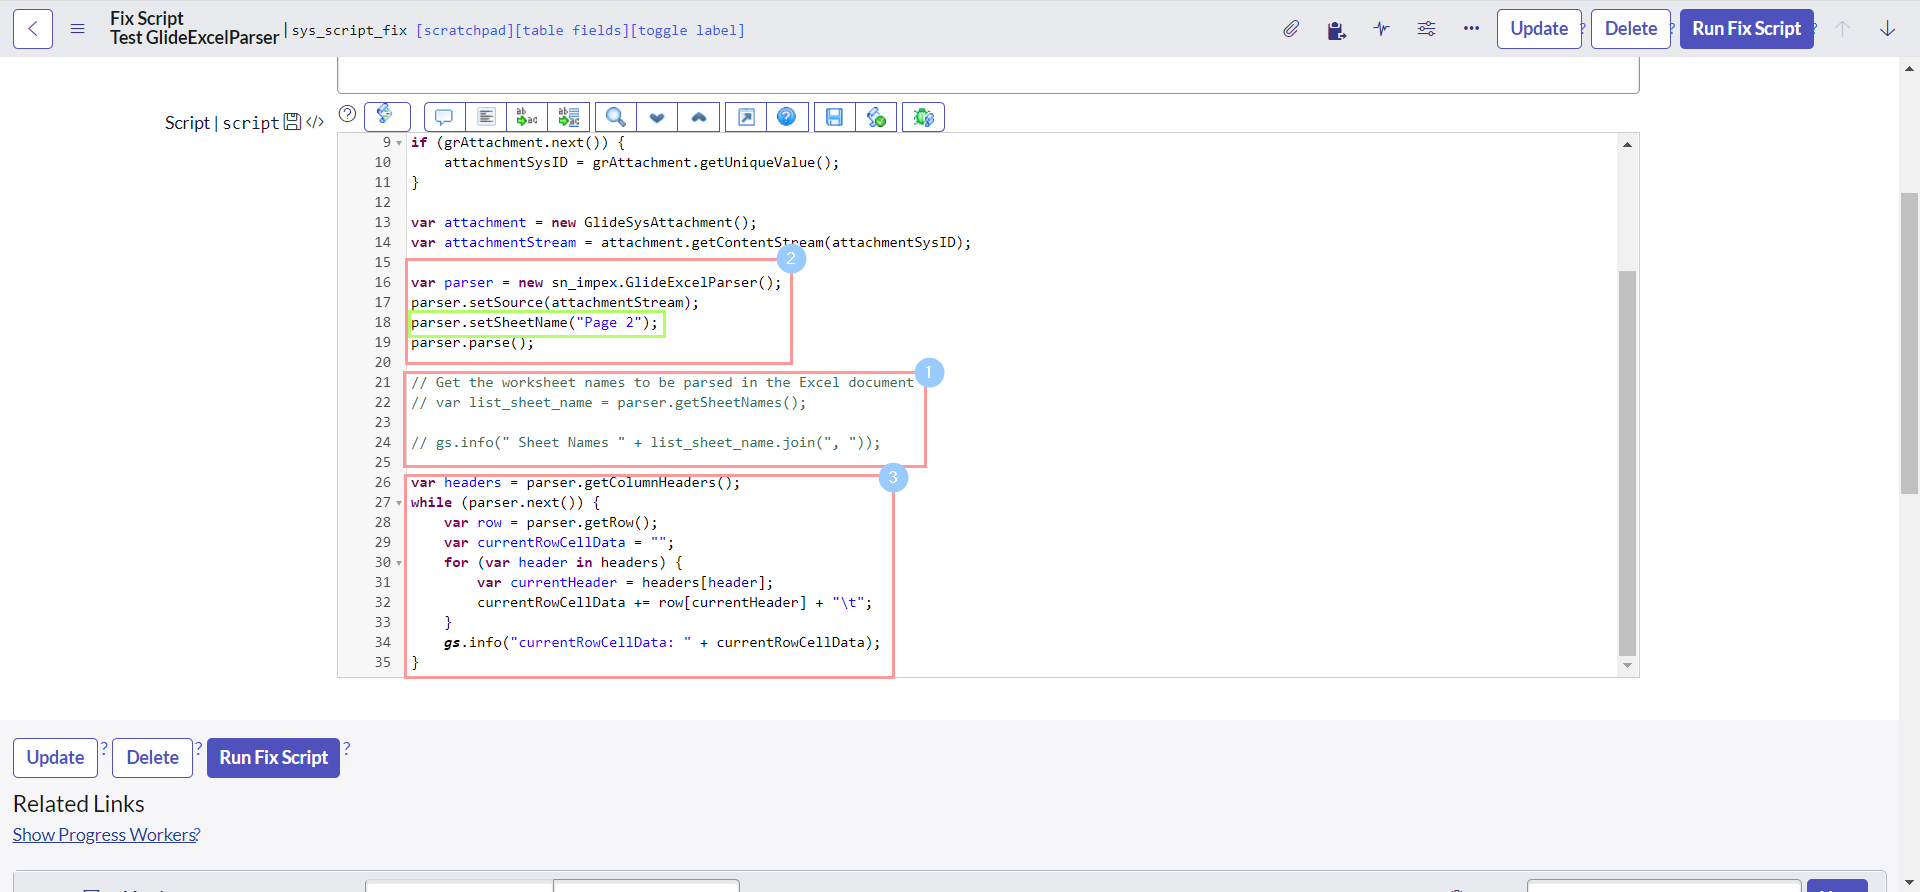 Fix Script
Test GlideExcelParser | sys_script_fix [scratchpad][table fields][toggle label]
Update ? Delete ? Run Fix Script ?
Script | script </>
9 if (grAttachment.next()) {
10     attachmentSysID = grAttachment.getUniqueValue();
11 }
12
13 var attachment = new GlideSysAttachment();
14 var attachmentStream = attachment.getContentStream(attachmentSysID);
15
2
16 var parser = new sn_impex.GlideExcelParser();
17 parser.setSource(attachmentStream);
18 parser.setSheetName("Page 2");
19 parser.parse();
20
1
21 // Get the worksheet names to be parsed in the Excel document
22 // var list_sheet_name = parser.getSheetNames();
23
24 // gs.info(" Sheet Names " + list_sheet_name.join(", "));
25
3
26 var headers = parser.getColumnHeaders();
27 while (parser.next()) {
28     var row = parser.getRow();
29     var currentRowCellData = "";
30     for (var header in headers) {
31         var currentHeader = headers[header];
32         currentRowCellData += row[currentHeader] + "\t";
33     }
34     gs.info("currentRowCellData: " + currentRowCellData);
35 }
Update ? Delete ? Run Fix Script ?
Related Links
Show Progress Workers?